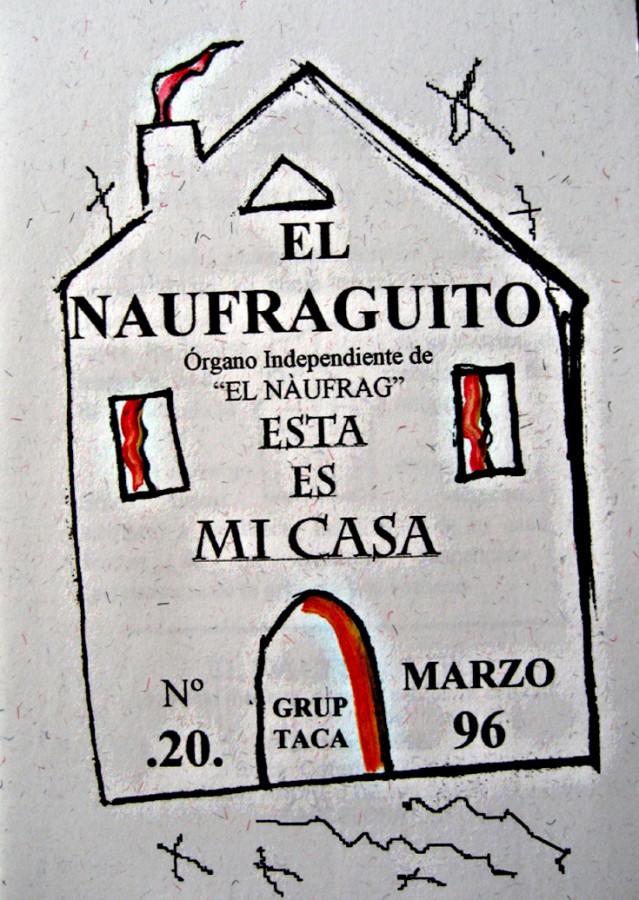 EL
NAUFRAGUITO
Órgano Independiente de
“EL NÀUFRAG”
ESTA
ES
MI CASA
Nº
.20.
GRUP
TACA
MARZO
96